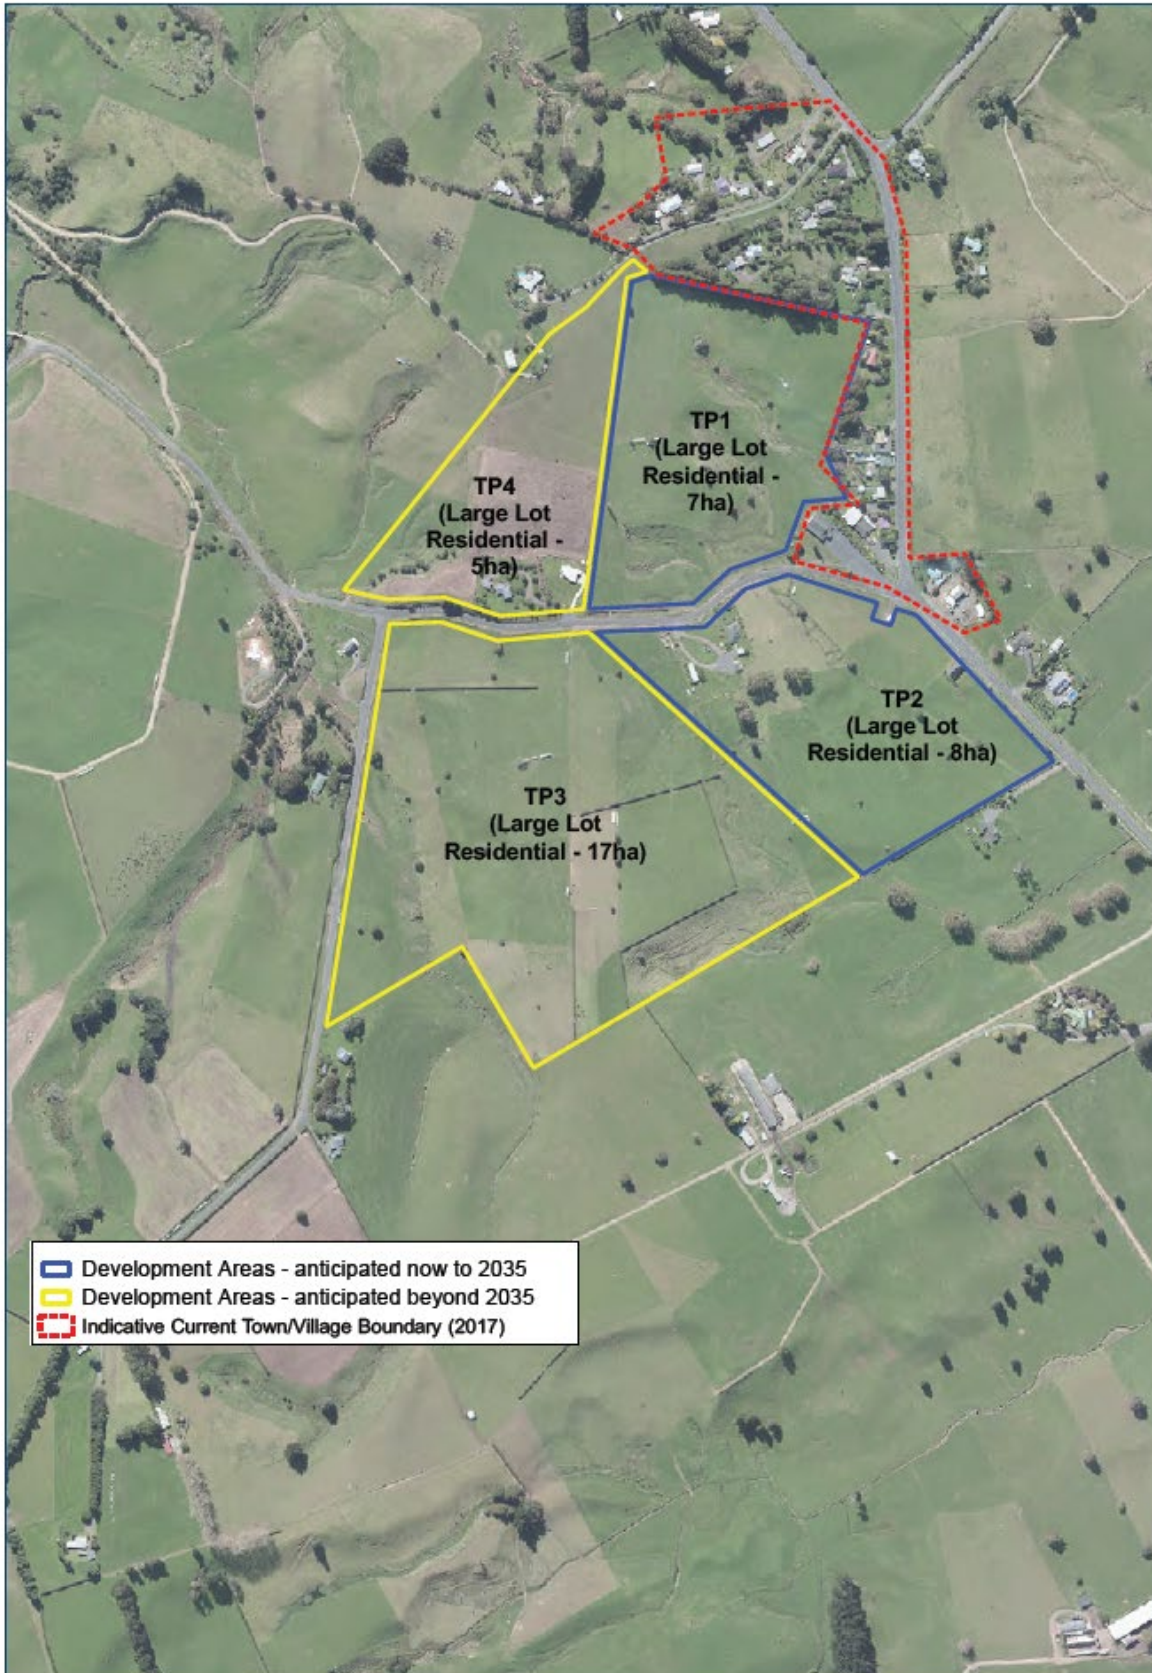 TP1
(Large Lot
Residential -
7ha)
TP4
(Large Lot
Residential -
5ha)
TP2
(Large Lot
Residential - 8ha)
TP3
(Large Lot
Residential - 17ha)
Development Areas - anticipated now to 2035
Development Areas - anticipated beyond 2035
Indicative Current Town/Village Boundary (2017)